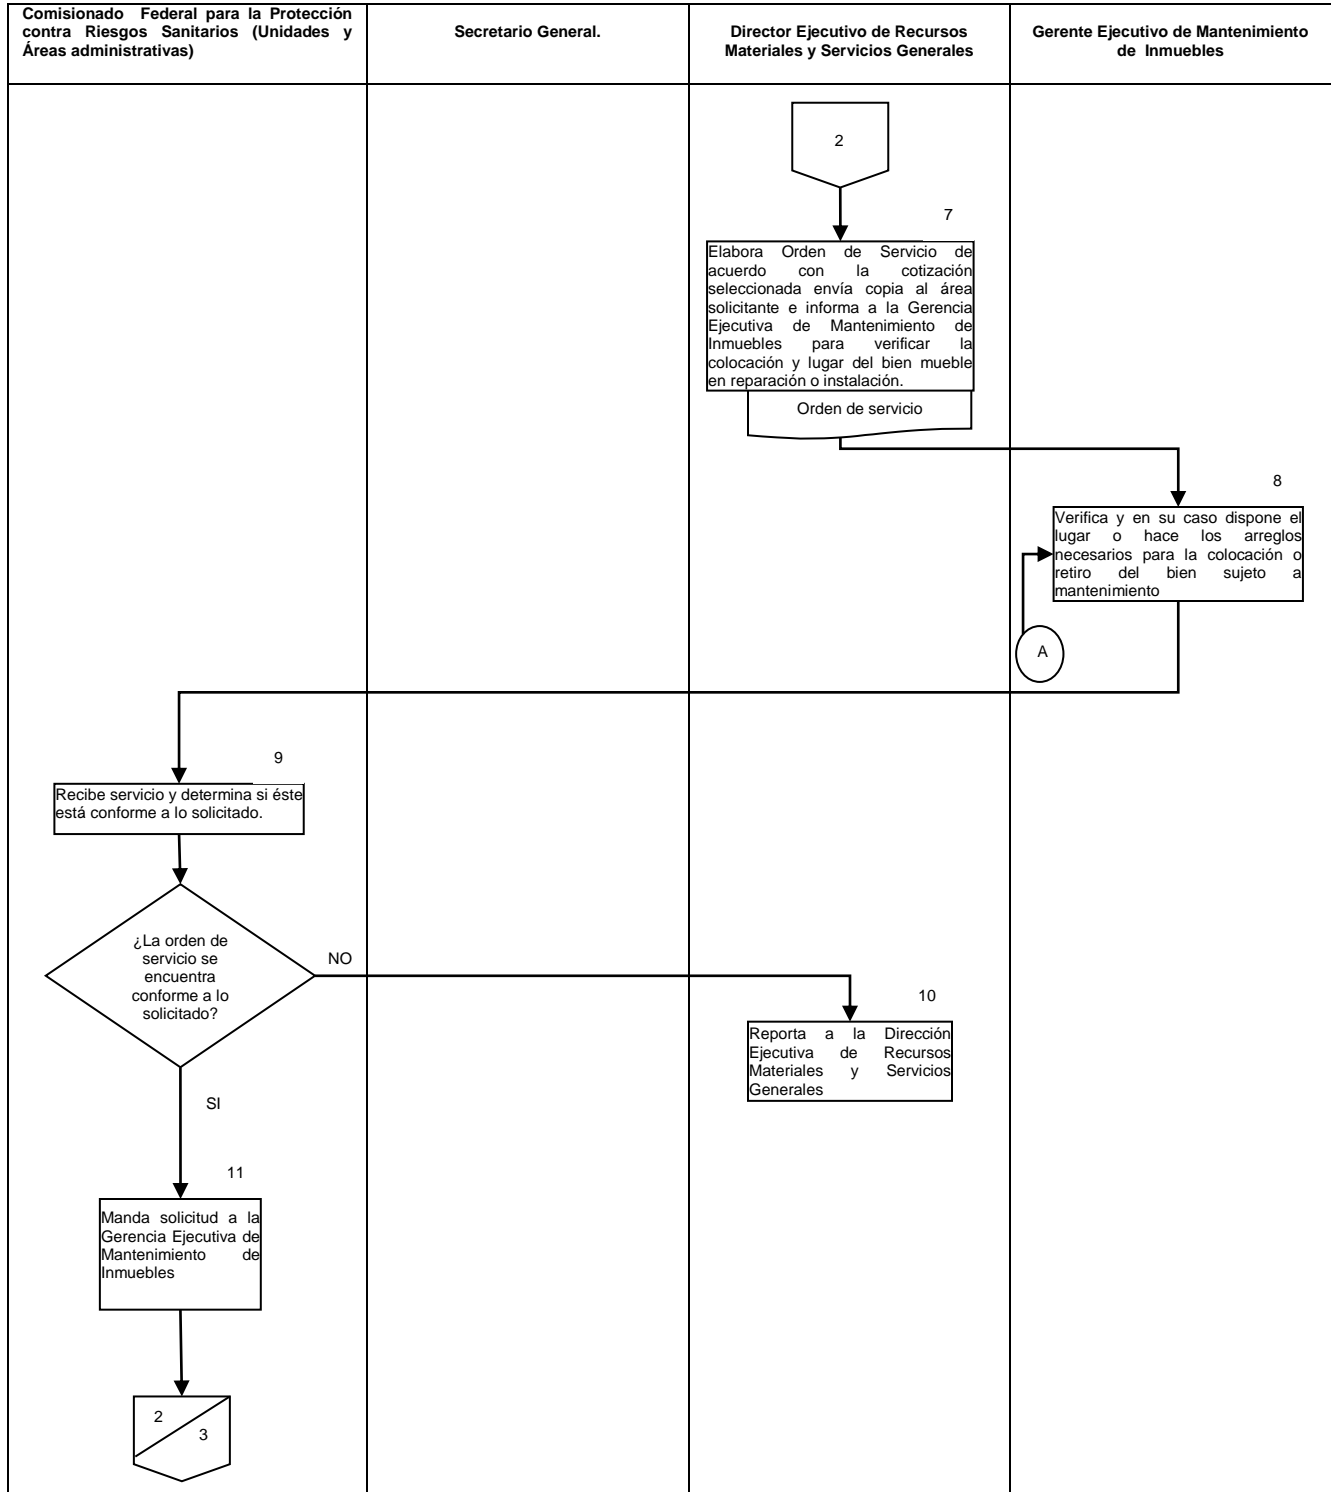 Comisionado Federal para la Protección
contra Riesgos Sanitarios (Unidades y
Áreas administrativas)
Secretario General.
Director Ejecutivo de Recursos
Materiales y Servicios Generales
Gerente Ejecutivo de Mantenimiento
de Inmuebles
2
7
Elabora Orden de Servicio de
acuerdo con la cotización
seleccionada envía copia al área
solicitante e informa a la Gerencia
Ejecutiva de Mantenimiento de
Inmuebles para verificar la
colocación y lugar del bien mueble
en reparación o instalación.
Orden de servicio
8
Verifica y en su caso dispone el
lugar o hace los arreglos
necesarios para la colocación o
retiro del bien sujeto a
mantenimiento
A
9
Recibe servicio y determina si éste
está conforme a lo solicitado.
¿La orden de
servicio se
encuentra
conforme a lo
solicitado?
NO
10
Reporta a la Dirección
Ejecutiva de Recursos
Materiales y Servicios
Generales
SI
11
Manda solicitud a la
Gerencia Ejecutiva de
Mantenimiento de
Inmuebles
2
3